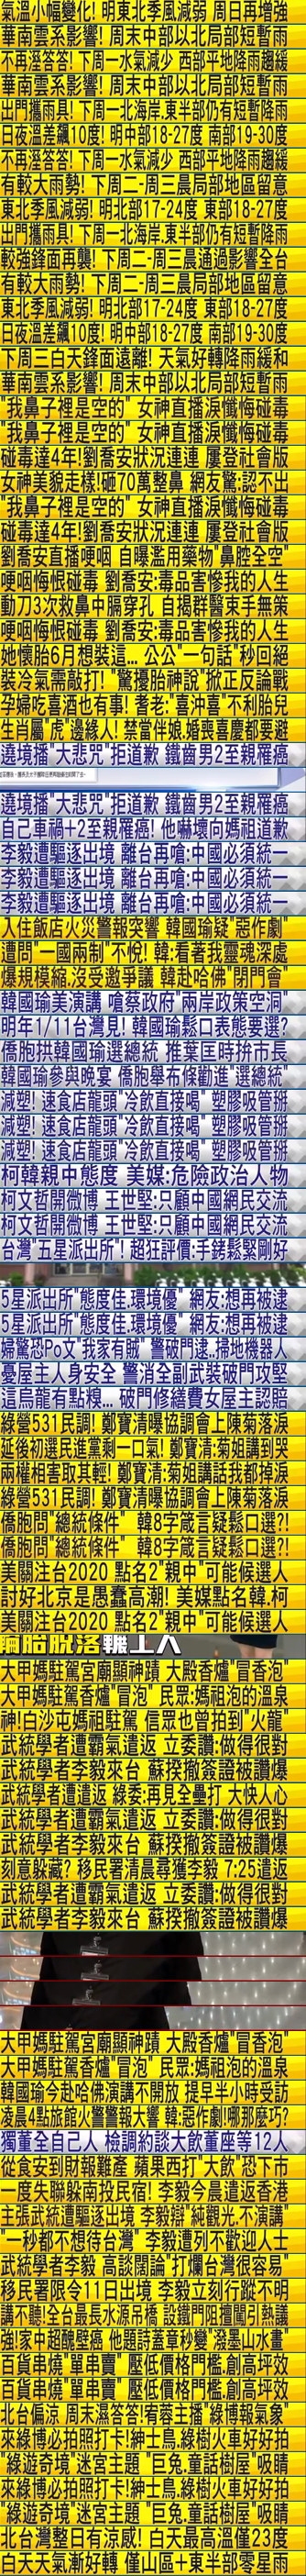 氣溫小幅變化! 明東北季風減弱 周日再增強
華南雲系影響! 周末中部以北局部短暫雨
不再溼答答! 下周一水氣減少 西部平地降雨趨緩
華南雲系影響! 周末中部以北局部短暫雨
出門攜雨具! 下周一北海岸.東半部仍有短暫降雨
日夜溫差飆10度! 明中部18-27度 南部19-30度
不再溼答答! 下周一水氣減少 西部平地降雨趨緩
有較大雨勢! 下周二-周三晨局部地區留意
東北季風減弱! 明北部17-24度 東部18-27度
出門攜雨具! 下周一北海岸.東半部仍有短暫降雨
較強鋒面再襲! 下周二-周三晨通過影響全台
有較大雨勢! 下周二-周三晨局部地區留意
東北季風減弱! 明北部17-24度 東部18-27度
日夜溫差飆10度! 明中部18-27度 南部19-30度
下周三白天鋒面遠離! 天氣好轉降雨緩和
華南雲系影響! 周末中部以北局部短暫雨
"我鼻子裡是空的" 女神直播淚懺悔碰毒
"我鼻子裡是空的" 女神直播淚懺悔碰毒
碰毒達4年!劉喬安狀況連連 屢登社會版
女神美貌走樣!砸70萬整鼻 網友驚:認不出
"我鼻子裡是空的" 女神直播淚懺悔碰毒
碰毒達4年!劉喬安狀況連連 屢登社會版
劉喬安直播哽咽 自曝濫用藥物"鼻腔全空"
哽咽悔恨碰毒 劉喬安:毒品害慘我的人生
動刀3次救鼻中膈穿孔 自揭群醫束手無策
哽咽悔恨碰毒 劉喬安:毒品害慘我的人生
她懷胎6月想裝這... 公公"一句話"秒回絕
裝冷氣需敲打! "驚擾胎神說"掀正反論戰
孕婦吃喜酒也有事! 耆老:"喜沖喜"不利胎兒
生肖屬"虎"邊緣人! 禁當伴娘.婚喪喜慶都要避
遶境播"大悲咒"拒道歉 鐵齒男2至親罹癌
遶境播"大悲咒"拒道歉 鐵齒男2至親罹癌
自己車禍+2至親罹癌! 他嚇壞向媽祖道歉
李毅遭驅逐出境 離台再嗆:中國必須統一
李毅遭驅逐出境 離台再嗆:中國必須統一
李毅遭驅逐出境 離台再嗆:中國必須統一
入住飯店火災警報突響 韓國瑜疑"惡作劇"
遭問"一國兩制"不悅! 韓:看著我靈魂深處
爆規模縮.沒受邀爭議 韓赴哈佛"閉門會"
韓國瑜美演講 嗆蔡政府"兩岸政策空洞"
明年1/11台灣見! 韓國瑜鬆口表態要選?
僑胞拱韓國瑜選總統 推葉匡時拚市長
韓國瑜參與晚宴 僑胞舉布條勸進"選總統"
減塑! 速食店龍頭"冷飲直接喝" 塑膠吸管掰
減塑! 速食店龍頭"冷飲直接喝" 塑膠吸管掰
減塑! 速食店龍頭"冷飲直接喝" 塑膠吸管掰
柯韓親中態度 美媒:危險政治人物
柯文哲開微博 王世堅:只顧中國網民交流
柯文哲開微博 王世堅:只顧中國網民交流
台灣"五星派出所"! 超狂評價:手銬鬆緊剛好
5星派出所"態度佳.環境優" 網友:想再被逮
5星派出所"態度佳.環境優" 網友:想再被逮
婦驚恐Po文"我家有賊" 警破門逮..掃地機器人
憂屋主人身安全 警消全副武裝破門攻堅
這烏龍有點糗... 破門修繕費女屋主認賠
綠營531民調! 鄭寶清曝協調會上陳菊落淚
延後初選民進黨剩一口氣! 鄭寶清:菊姐講到哭
兩權相害取其輕! 鄭寶清:菊姐講話我都掉淚
綠營531民調! 鄭寶清曝協調會上陳菊落淚
僑胞問"總統條件" 韓8字箴言疑鬆口選?!
僑胞問"總統條件" 韓8字箴言疑鬆口選?!
美關注台2020 點名2"親中"可能候選人
討好北京是愚蠢高潮! 美媒點名韓.柯
美關注台2020 點名2"親中"可能候選人
輪胎脫落輾上人
大甲媽駐駕宮廟顯神蹟 大殿香爐"冒香泡"
大甲媽駐駕香爐"冒泡" 民眾:媽祖泡的溫泉
神!白沙屯媽祖駐駕 信眾也曾拍到"火龍"
武統學者遭霸氣遣返 立委讚:做得很對
武統學者李毅來台 蘇揆撤簽證被讚爆
武統學者遭遣返 綠委:再見全壘打 大快人心
武統學者遭霸氣遣返 立委讚:做得很對
武統學者李毅來台 蘇揆撤簽證被讚爆
刻意躲藏? 移民署清晨尋獲李毅 7:25遣返
武統學者遭霸氣遣返 立委讚:做得很對
武統學者李毅來台 蘇揆撤簽證被讚爆
大甲媽駐駕宮廟顯神蹟 大殿香爐"冒香泡"
大甲媽駐駕香爐"冒泡" 民眾:媽祖泡的溫泉
韓國瑜今赴哈佛演講不開放 提早半小時受訪
凌晨4點旅館火警警報大響 韓:惡作劇!哪那麼巧?
獨董全自己人 檢調約談大飲董座等12人
從食安到財報難產 蘋果西打"大飲"恐下市
一度失聯躲南投民宿! 李毅今晨遣返香港
主張武統遭驅逐出境 李毅辯"純觀光.不演講"
"一秒都不想待台灣" 李毅遭列不歡迎人士
武統學者李毅 高談闊論"打爛台灣很容易"
移民署限令11日出境 李毅立刻行蹤不明
講不聽!全台最長水源吊橋 設鐵門阻擅闖引熱議
強!家中超醜壁癌 他題詩蓋章秒變"潑墨山水畫"
百貨串燒"單串賣" 壓低價格門檻.創高坪效
百貨串燒"單串賣" 壓低價格門檻.創高坪效
北台偏涼 周末濕答答!宥蓉主播"綠博報氣象"
來綠博必拍照打卡!紳士鳥.綠樹火車好好拍
"綠遊奇境"迷宮主題 "巨兔.童話樹屋"吸睛
來綠博必拍照打卡!紳士鳥.綠樹火車好好拍
"綠遊奇境"迷宮主題 "巨兔.童話樹屋"吸睛
北台灣整日有涼感! 白天最高溫僅23度
白天天氣漸好轉 僅山區+東半部零星雨